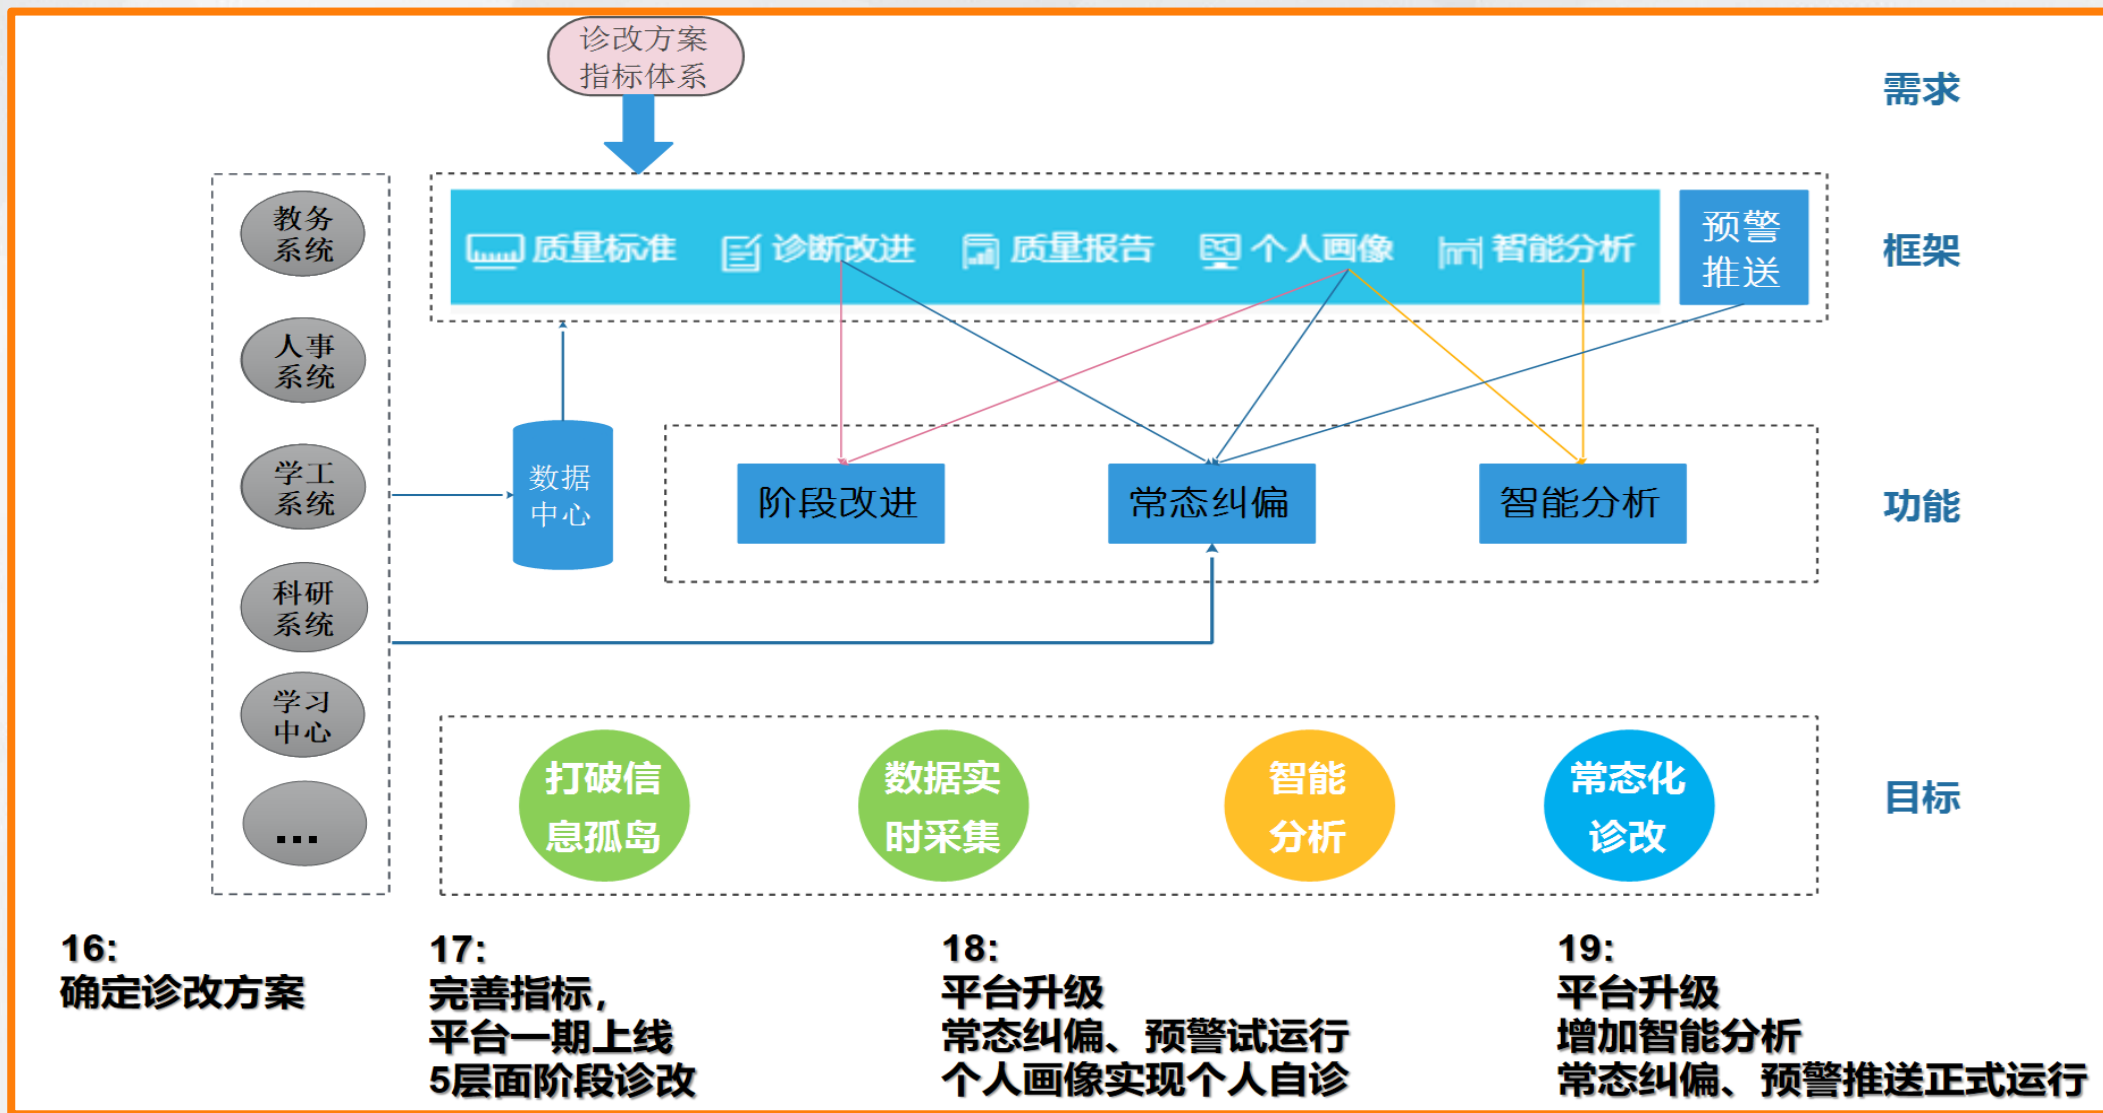 诊改方案
指标体系
需求
教务
系统
人事
系统
学工
系统
科研
系统
学习
中心
...
质量标准
诊断改进
质量报告
个人画像
智能分析
预警
推送
框架
数据
中心
阶段改进
常态纠偏
智能分析
功能
打破信
息孤岛
数据实
时采集
智能
分析
常态化
诊改
目标
16:
确定诊改方案
17:
完善指标，
平台一期上线
5层面阶段诊改
18:
平台升级
常态纠偏、预警试运行
个人画像实现个人自诊
19:
平台升级
增加智能分析
常态纠偏、预警推送正式运行